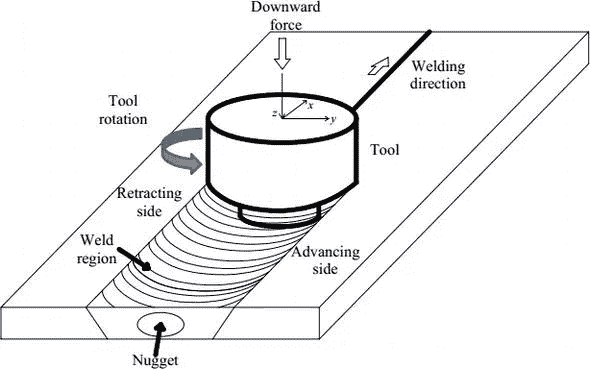 Downward
force
Welding
direction
Tool
rotation
x
z
y
Tool
Retracting
side
Weld
region
Advancing
side
Nugget